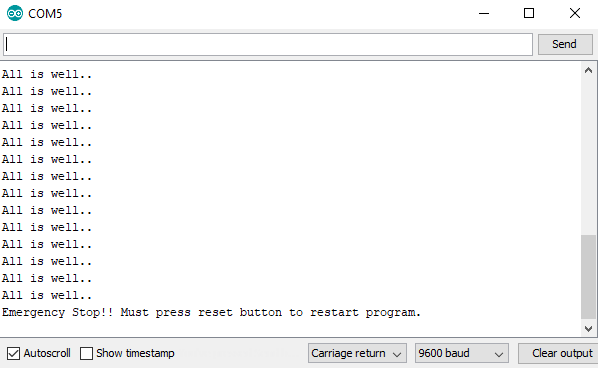 COM5
Send
All is well..
All is well..
All is well..
All is well..
All is well..
All is well..
All is well..
All is well..
All is well..
All is well..
All is well..
All is well..
All is well..
All is well..
Emergency Stop!! Must press reset button to restart program.
Autoscroll Show timestamp Carriage return 9600 baud Clear output